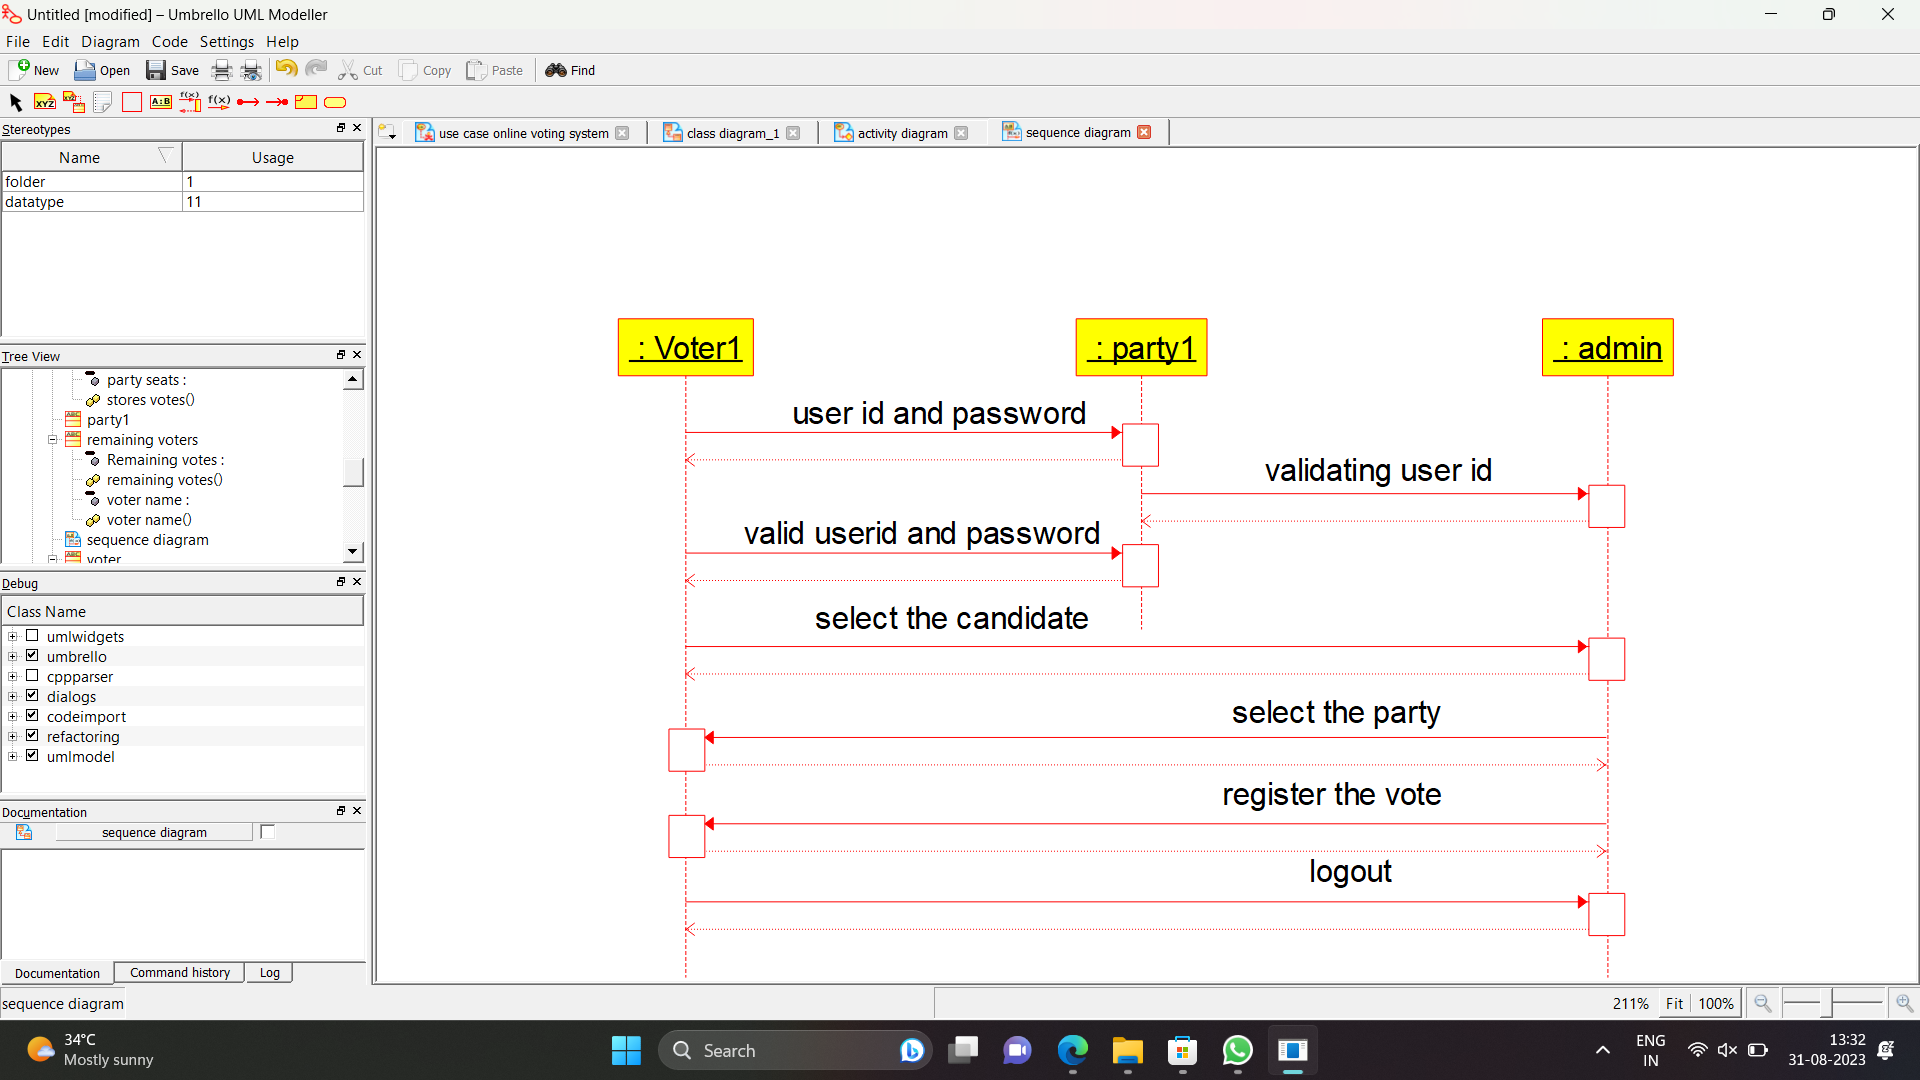 Untitled [modified] – Umbrello UML Modeller
File Edit Diagram Code Settings Help
New Open Save Cut Copy Paste Find
XYZ A:B f(x) f(x)
Stereotypes
Name Usage
folder 1
datatype 11
Tree View
party seats :
stores votes()
party1
remaining voters
Remaining votes :
remaining votes()
voter name :
voter name()
sequence diagram
voter
Debug
Class Name
umlwidgets
umbrello
cppparser
dialogs
codeimport
refactoring
umlmodel
Documentation
sequence diagram
Documentation Command history Log
use case online voting system class diagram_1 activity diagram sequence diagram
: Voter1 : party1 : admin
user id and password
validating user id
valid userid and password
select the candidate
select the party
register the vote
logout
sequence diagram 211% Fit 100%
34°C
Mostly sunny
Search
ENG
IN
13:32
31-08-2023